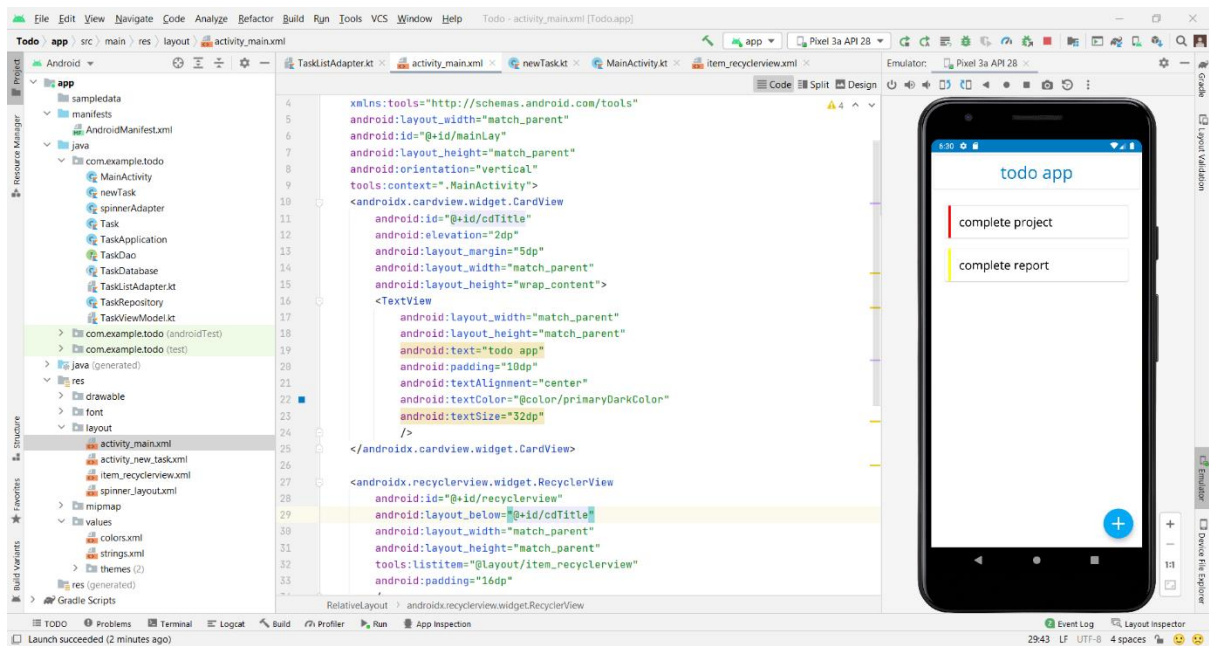 File Edit View Navigate Code Analyze Refactor Build Run Tools VCS Window Help Todo - activity_main.xml [Todo.app]
Todo app src main res layout activity_main.xml
app Pixel 3a API 28
Project
Resource Manager
Structure
Favorites
Build Variants
Android
app
sampledata
manifests
AndroidManifest.xml
java
com.example.todo
MainActivity
newTask
spinnerAdapter
Task
TaskApplication
TaskDao
TaskDatabase
TaskListAdapter.kt
TaskRepository
TaskViewModel.kt
com.example.todo (androidTest)
com.example.todo (test)
java (generated)
res
drawable
font
layout
activity_main.xml
activity_new_task.xml
item_recyclerview.xml
spinner_layout.xml
mipmap
values
colors.xml
strings.xml
themes (2)
res (generated)
Gradle Scripts
TaskListAdapter.kt activity_main.xml newTask.kt MainActivity.kt item_recyclerview.xml
Code Split Design
4
4 xmlns:tools="http://schemas.android.com/tools"
5 android:layout_width="match_parent"
6 android:id="@+id/mainLay"
7 android:layout_height="match_parent"
8 android:orientation="vertical"
9 tools:context=".MainActivity">
10 <androidx.cardview.widget.CardView
11 android:id="@+id/cdTitle"
12 android:elevation="2dp"
13 android:layout_margin="5dp"
14 android:layout_width="match_parent"
15 android:layout_height="wrap_content">
16 <TextView
17 android:layout_width="match_parent"
18 android:layout_height="match_parent"
19 android:text="todo app"
20 android:padding="10dp"
21 android:textAlignment="center"
22 android:textColor="@color/primaryDarkColor"
23 android:textSize="32dp"
24 />
25 </androidx.cardview.widget.CardView>
26
27 <androidx.recyclerview.widget.RecyclerView
28 android:id="@+id/recyclerview"
29 android:layout_below="@+id/cdTitle"
30 android:layout_width="match_parent"
31 android:layout_height="match_parent"
32 tools:listitem="@layout/item_recyclerview"
33 android:padding="16dp"
RelativeLayout androidx.recyclerview.widget.RecyclerView
Emulator: Pixel 3a API 28
6:30
todo app
complete project
complete report
+
+
−
1:1
Gradle
Layout Validation
Emulator
Device File Explorer
TODO Problems Terminal Logcat Build Profiler Run App Inspection Event Log Layout Inspector
Launch succeeded (2 minutes ago) 29:43 LF UTF-8 4 spaces